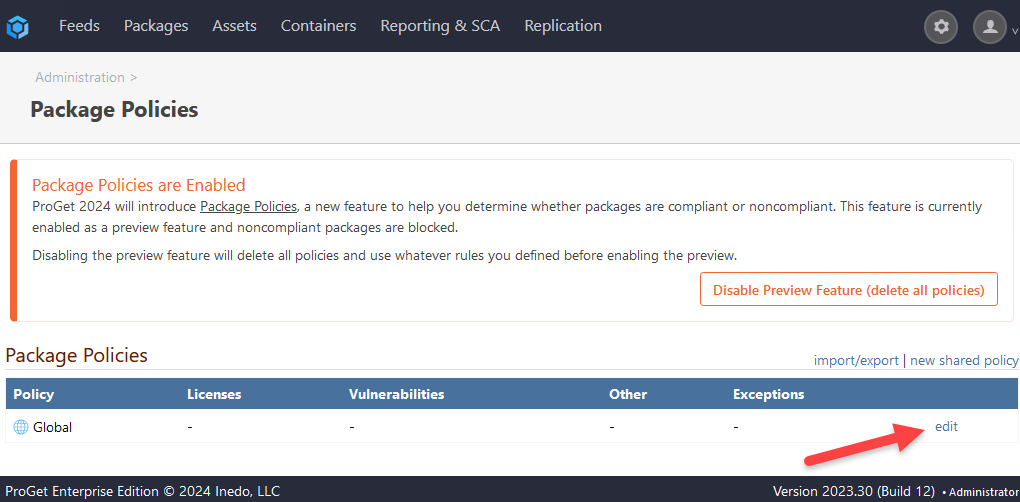 Feeds Packages Assets Containers Reporting & SCA Replication
Administration >
Package Policies
Package Policies are Enabled
ProGet 2024 will introduce Package Policies, a new feature to help you determine whether packages are compliant or noncompliant. This feature is currently
enabled as a preview feature and noncompliant packages are blocked.
Disabling the preview feature will delete all policies and use whatever rules you defined before enabling the preview.
Disable Preview Feature (delete all policies)
Package Policies
import/export | new shared policy
Policy Licenses Vulnerabilities Other Exceptions
Global - - - - edit
ProGet Enterprise Edition © 2024 Inedo, LLC Version 2023.30 (Build 12) • Administrator